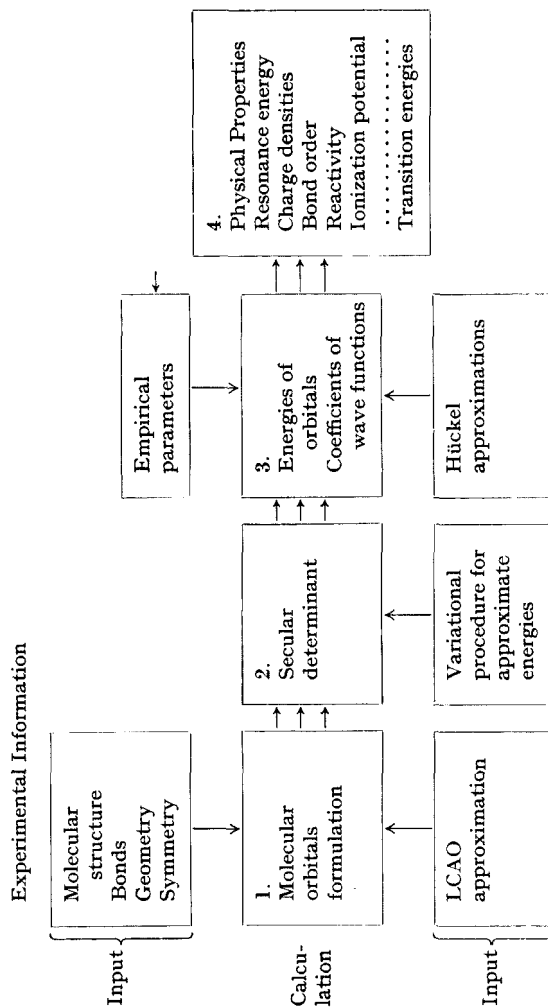 Experimental Information
Input
Molecular
structure
Bonds
Geometry
Symmetry
Empirical
parameters
Calcu-
lation
1.
Molecular
orbitals
formulation
2.
Secular
determinant
3.
Energies of
orbitals
Coefficients of
wave functions
4.
Physical Properties
Resonance energy
Charge densities
Bond order
Reactivity
Ionization potential
..............
Transition energies
Input
LCAO
approximation
Variational
procedure for
approximate
energies
Hückel
approximations